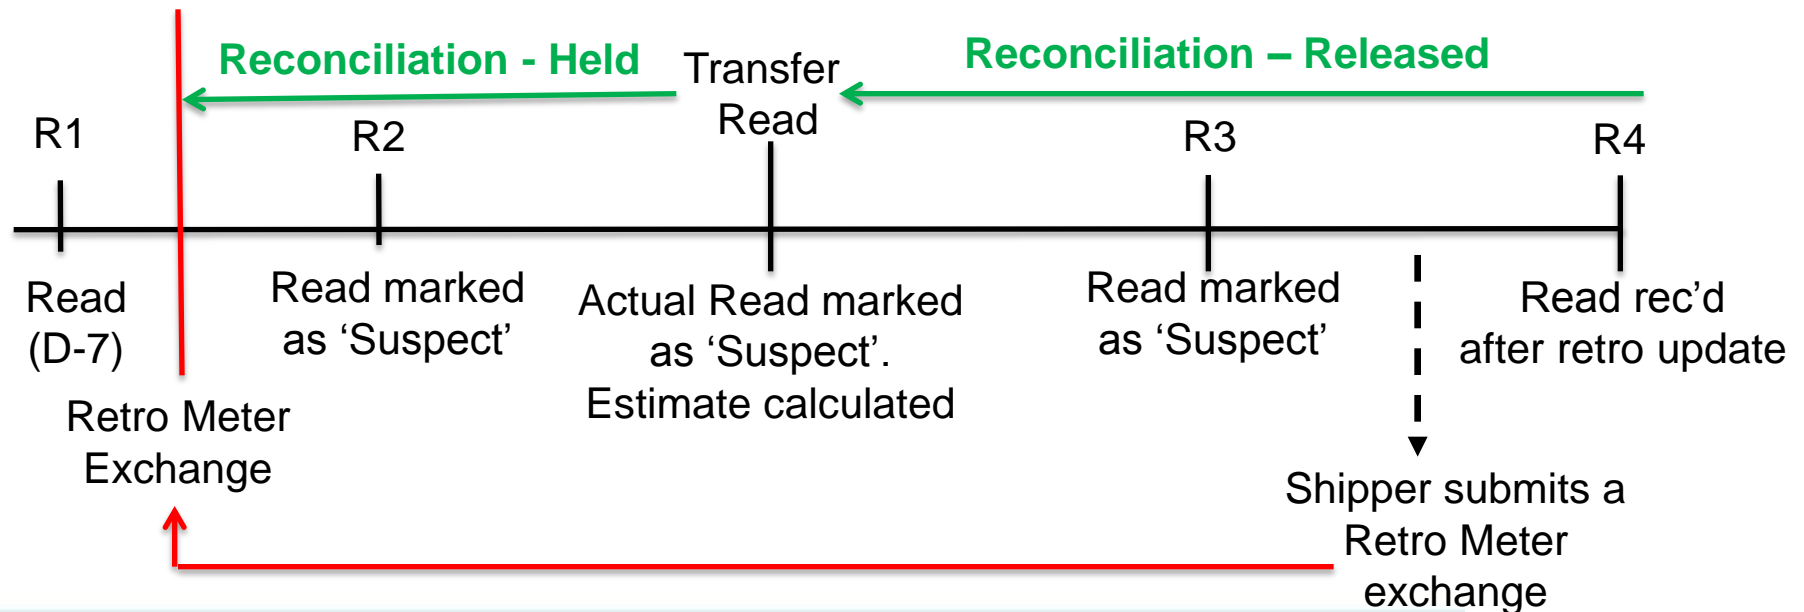 Reconciliation - Held
Transfer
Read
Reconciliation – Released
R1
R2
R3
R4
Read
(D-7)
Read marked
as ‘Suspect’
Actual Read marked
as ‘Suspect’.
Estimate calculated
Read marked
as ‘Suspect’
Read rec’d
after retro update
Retro Meter
Exchange
Shipper submits a
Retro Meter
exchange